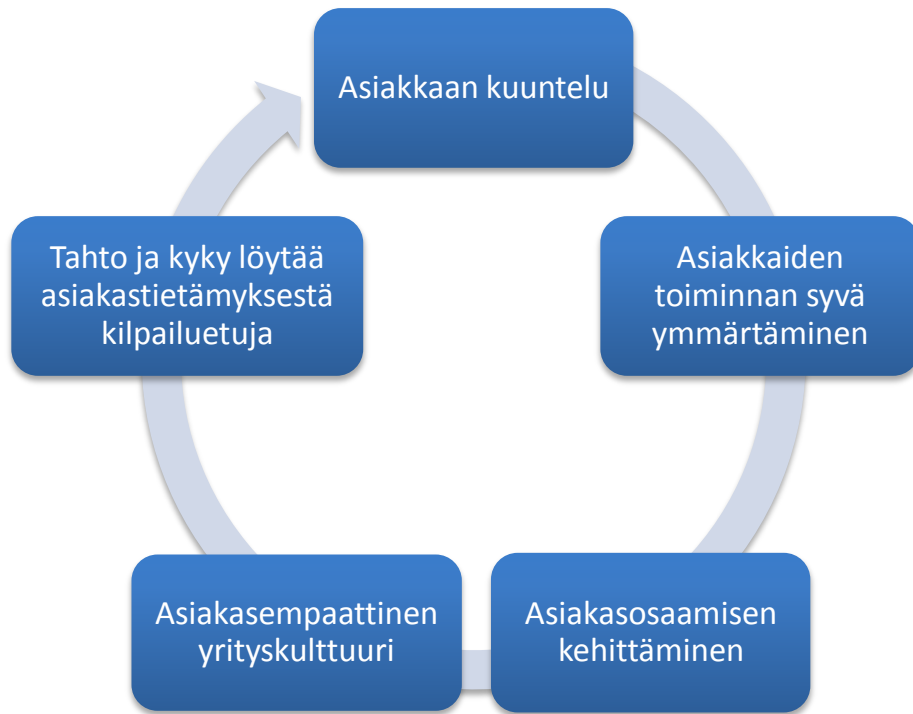 Asiakkaan kuuntelu
Asiakkaiden
toiminnan syvä
ymmärtäminen
Asiakasosaamisen
kehittäminen
Asiakasempaattinen
yrityskulttuuri
Tahto ja kyky löytää
asiakastietämyksestä
kilpailuetuja